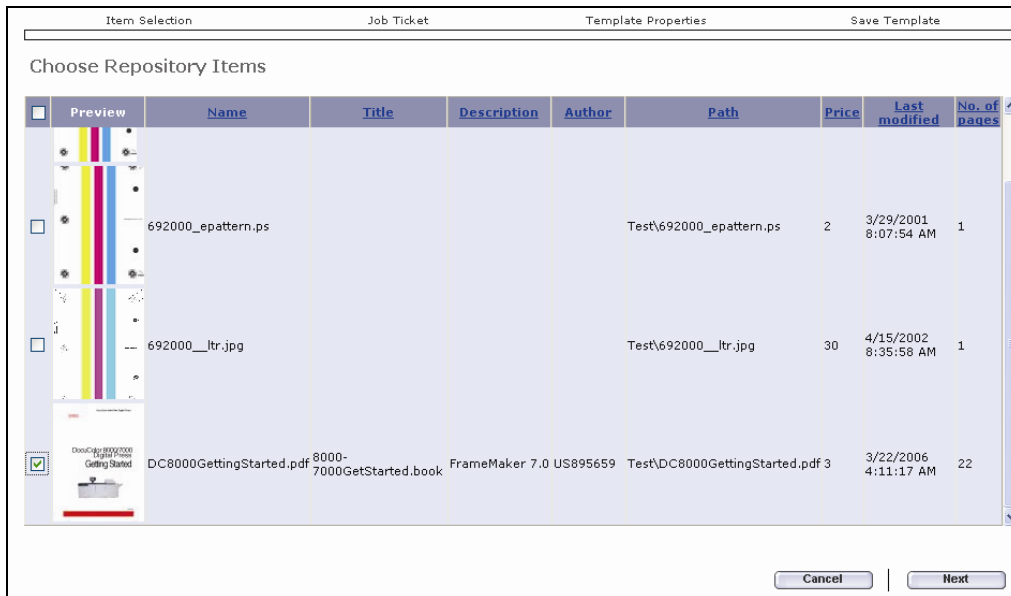 Item Selection Job Ticket Template Properties Save Template
Choose Repository Items
Preview Name Title Description Author Path Price Last modified No. of pages
692000_epattern.ps Test\692000_epattern.ps 2 3/29/2001 8:07:54 AM 1
692000__ltr.jpg Test\692000__ltr.jpg 30 4/15/2002 8:35:58 AM 1
DocuColor 8000/7000
Digital Press
Getting Started
DC8000GettingStarted.pdf 8000-7000GetStarted.book FrameMaker 7.0 US895659 Test\DC8000GettingStarted.pdf 3 3/22/2006 4:11:17 AM 22
Cancel Next